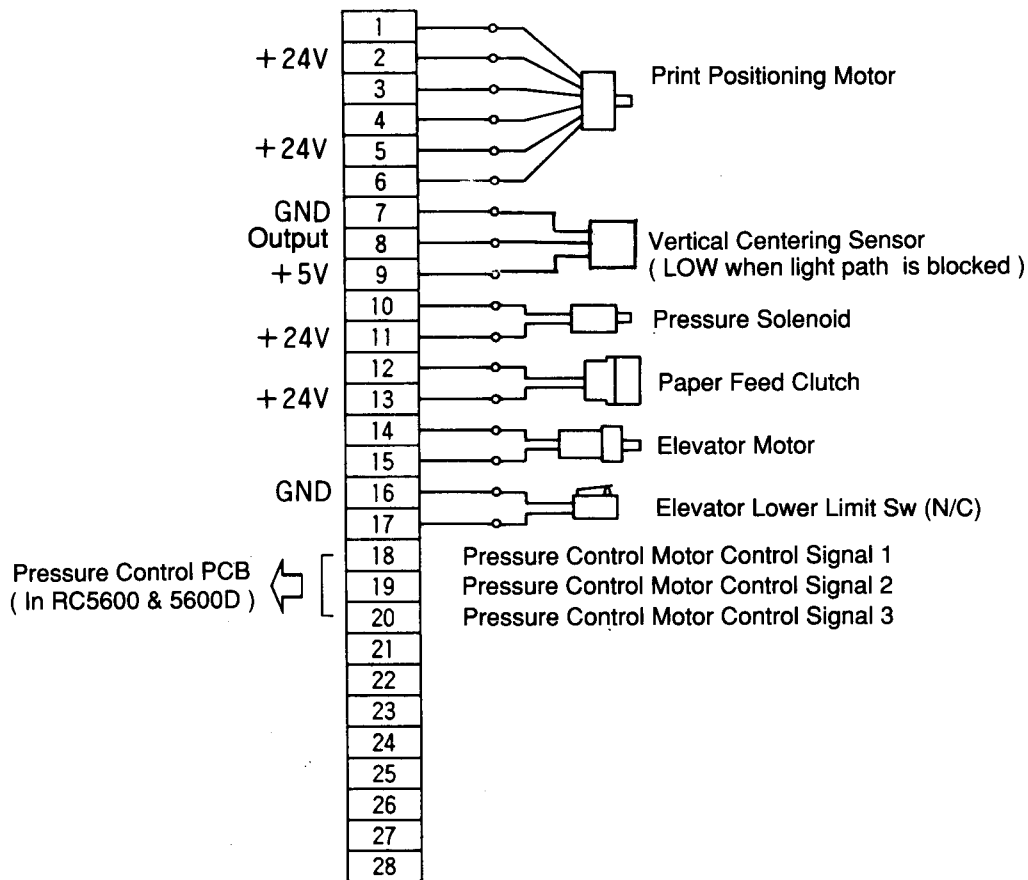 1
+24V 2 Print Positioning Motor
3
4
+24V 5
6
GND 7
Output 8 Vertical Centering Sensor
+5V 9 ( LOW when light path is blocked )
10 Pressure Solenoid
+24V 11
12 Paper Feed Clutch
+24V 13
14 Elevator Motor
15
GND 16 Elevator Lower Limit Sw (N/C)
17
18 Pressure Control Motor Control Signal 1
Pressure Control PCB 19 Pressure Control Motor Control Signal 2
( In RC5600 & 5600D ) 20 Pressure Control Motor Control Signal 3
21
22
23
24
25
26
27
28